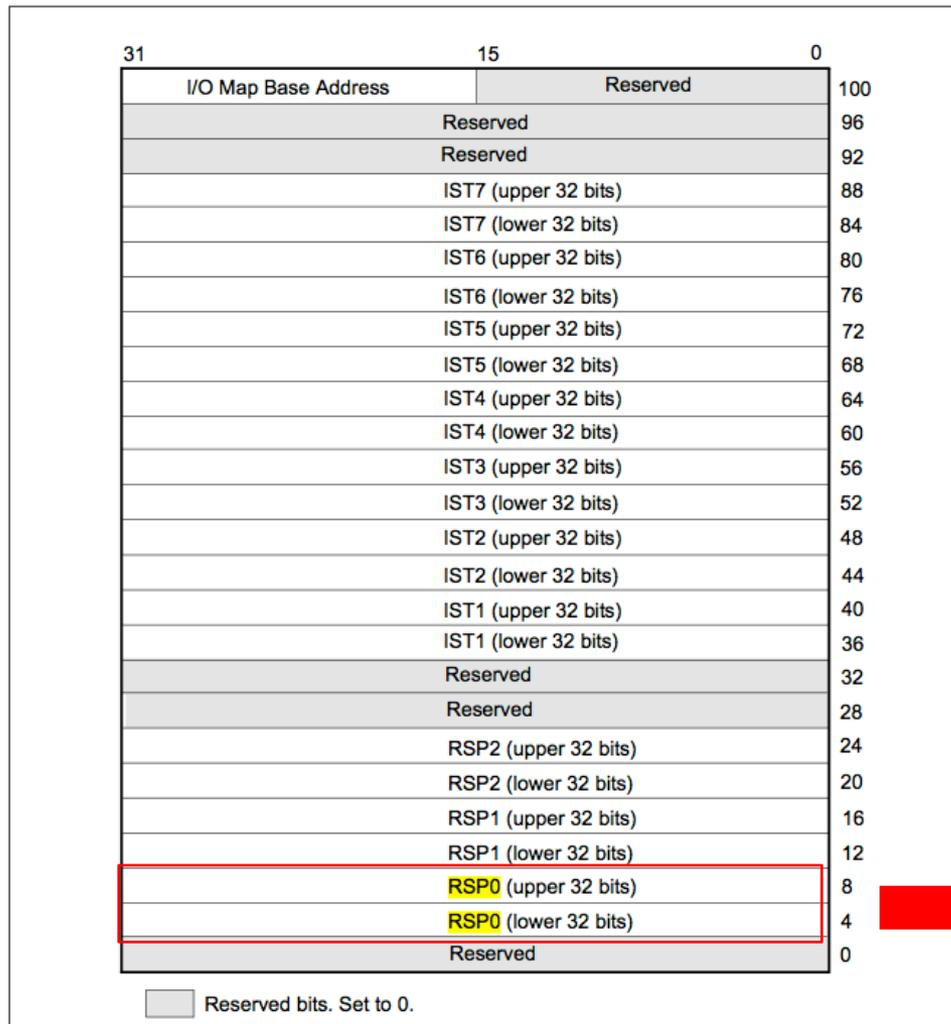 31 15 0
I/O Map Base Address Reserved 100
Reserved 96
Reserved 92
IST7 (upper 32 bits) 88
IST7 (lower 32 bits) 84
IST6 (upper 32 bits) 80
IST6 (lower 32 bits) 76
IST5 (upper 32 bits) 72
IST5 (lower 32 bits) 68
IST4 (upper 32 bits) 64
IST4 (lower 32 bits) 60
IST3 (upper 32 bits) 56
IST3 (lower 32 bits) 52
IST2 (upper 32 bits) 48
IST2 (lower 32 bits) 44
IST1 (upper 32 bits) 40
IST1 (lower 32 bits) 36
Reserved 32
Reserved 28
RSP2 (upper 32 bits) 24
RSP2 (lower 32 bits) 20
RSP1 (upper 32 bits) 16
RSP1 (lower 32 bits) 12
RSP0 (upper 32 bits) 8
RSP0 (lower 32 bits) 4
Reserved 0
Reserved bits. Set to 0.